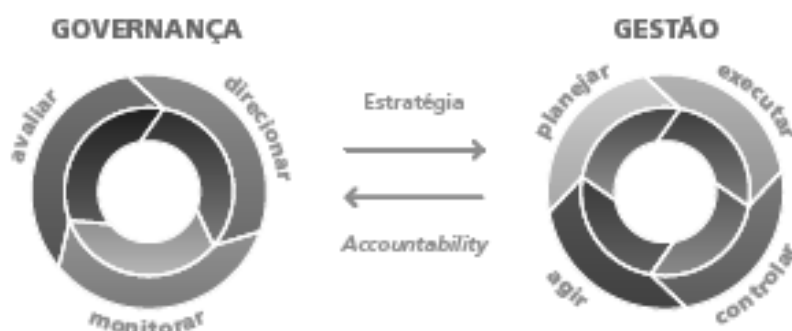 GOVERNANÇA
avaliar
direcionar
monitorar
Estratégia
Accountability
GESTÃO
planejar
executar
controlar
agir